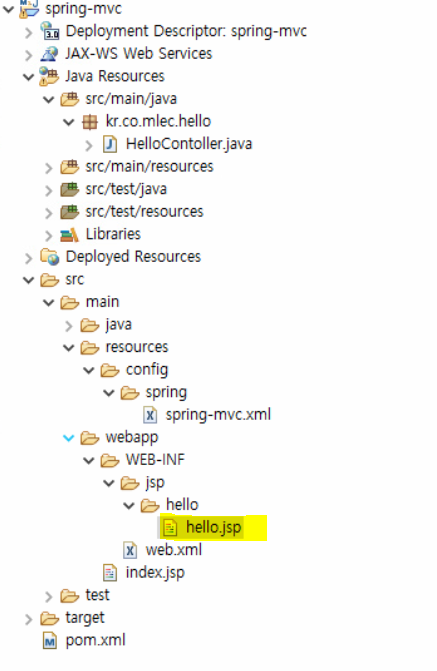 spring-mvc
Deployment Descriptor: spring-mvc
JAX-WS Web Services
Java Resources
src/main/java
kr.co.mlec.hello
HelloContoller.java
src/main/resources
src/test/java
src/test/resources
Libraries
Deployed Resources
src
main
java
resources
config
spring
spring-mvc.xml
webapp
WEB-INF
jsp
hello
hello.jsp
web.xml
index.jsp
test
target
pom.xml